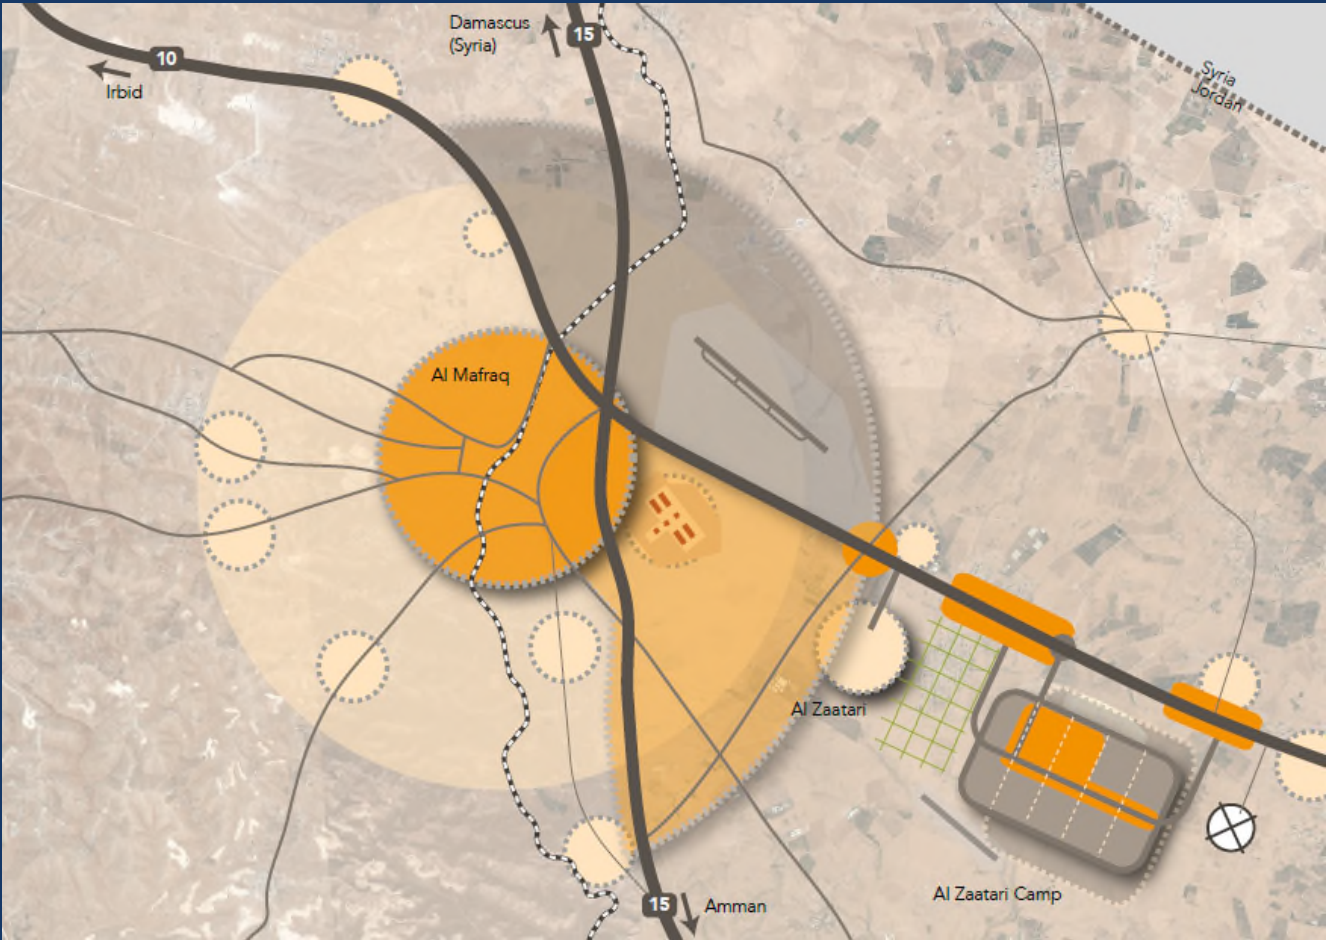 Damascus
(Syria)
15
10
Irbid
Syria
Jordan
Al Mafraq
Al Zaatari
Al Zaatari Camp
15
Amman